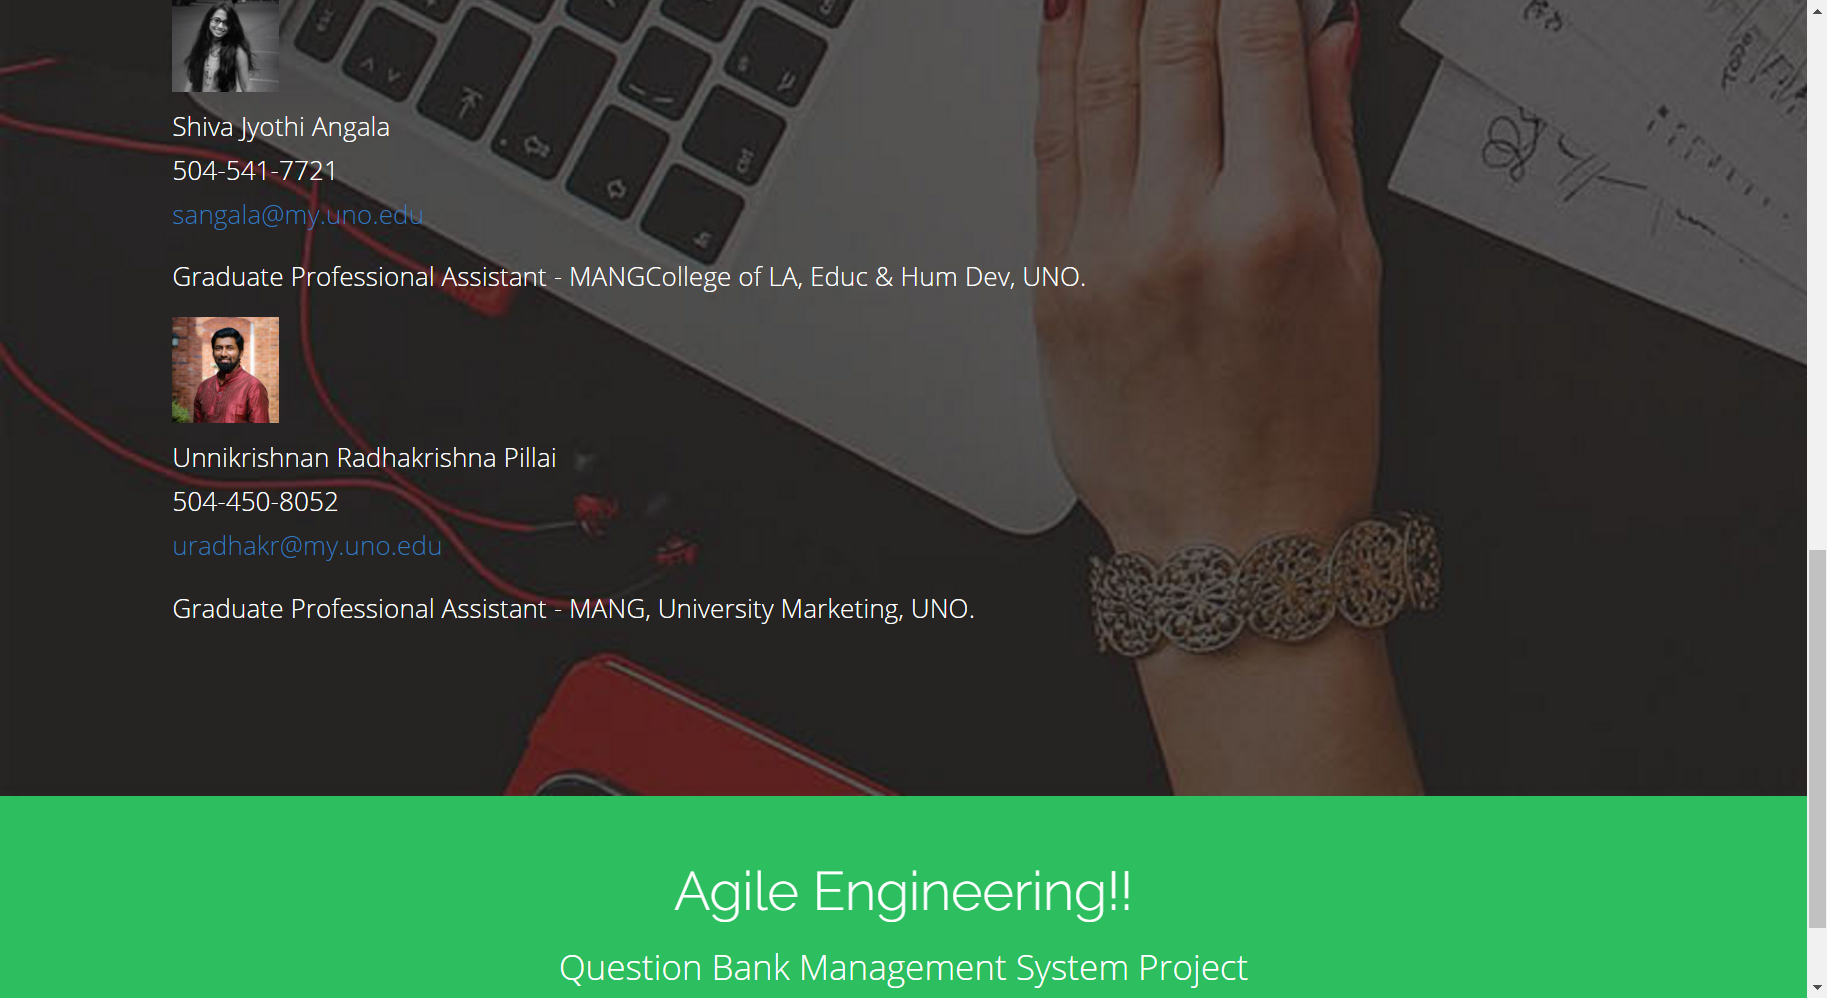 Shiva Jyothi Angala
504-541-7721
sangala@my.uno.edu
Graduate Professional Assistant - MANGCollege of LA, Educ & Hum Dev, UNO.
Unnikrishnan Radhakrishna Pillai
504-450-8052
uradhakr@my.uno.edu
Graduate Professional Assistant - MANG, University Marketing, UNO.
Agile Engineering!!
Question Bank Management System Project